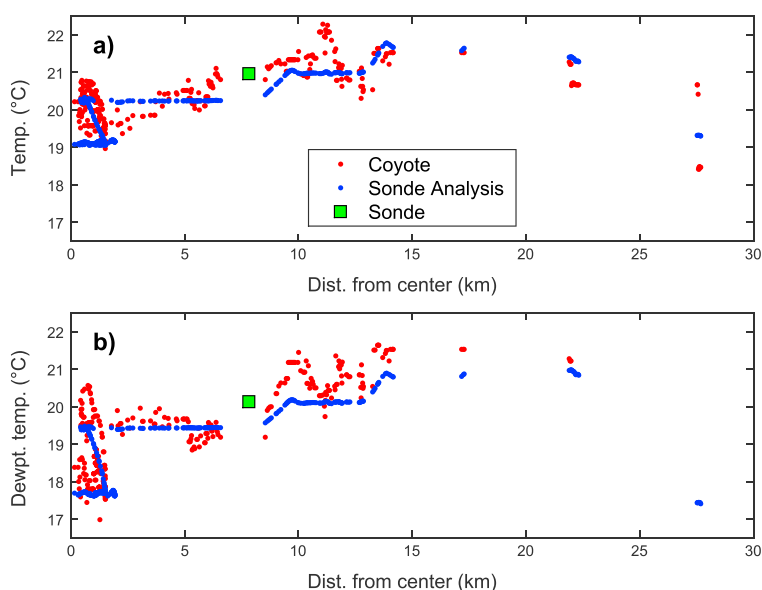 a)
22
21
20
19
18
17
Temp. (°C)
Coyote
Sonde Analysis
Sonde
0
5
10
15
20
25
30
Dist. from center (km)
b)
22
21
20
19
18
17
Dewpt. temp. (°C)
0
5
10
15
20
25
30
Dist. from center (km)